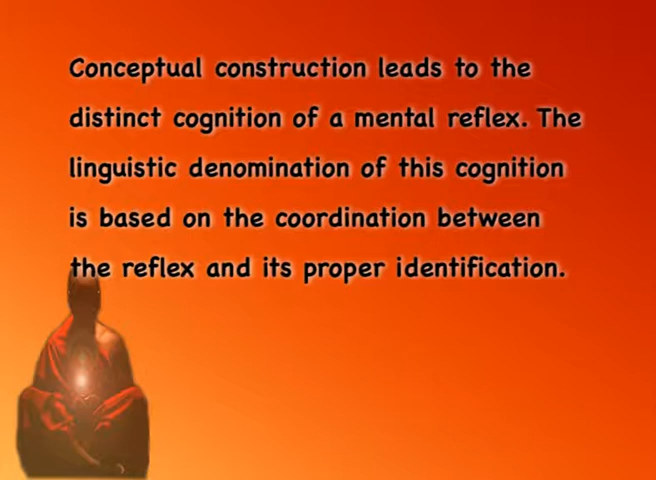 Conceptual construction leads to the
distinct cognition of a mental reflex. The
linguistic denomination of this cognition
is based on the coordination between
the reflex and its proper identification.